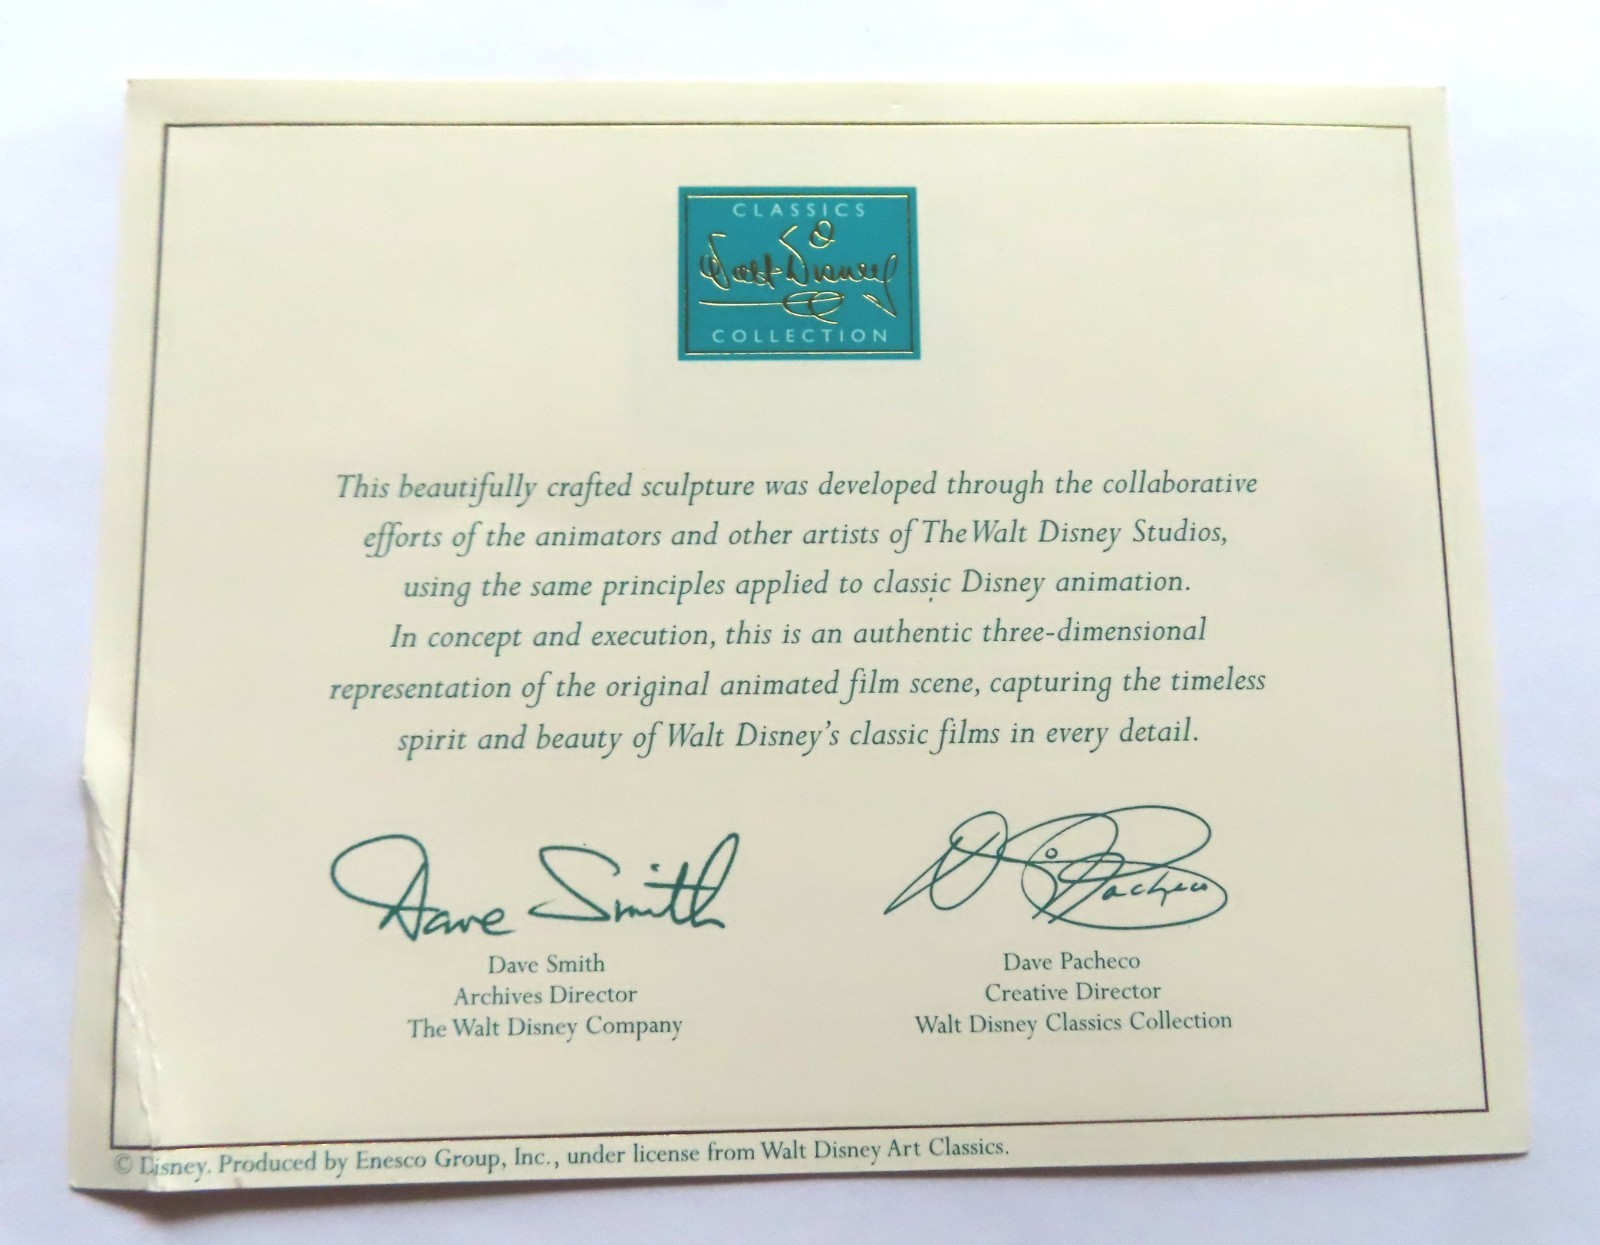 CLASSICS
Walt Disney
COLLECTION
This beautifully crafted sculpture was developed through the collaborative
efforts of the animators and other artists of The Walt Disney Studios,
using the same principles applied to classic Disney animation.
In concept and execution, this is an authentic three-dimensional
representation of the original animated film scene, capturing the timeless
spirit and beauty of Walt Disney's classic films in every detail.
Dave Smith
D Pacheco
Dave Smith
Archives Director
The Walt Disney Company
Dave Pacheco
Creative Director
Walt Disney Classics Collection
© Disney. Produced by Enesco Group, Inc., under license from Walt Disney Art Classics.